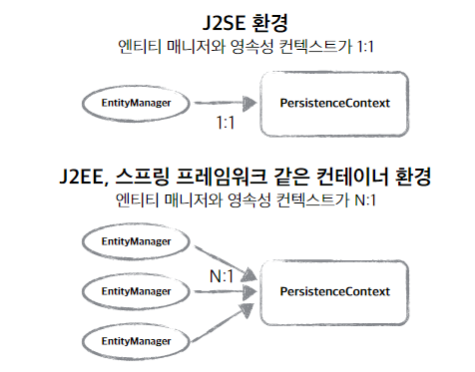 J2SE 환경
엔티티 매니저와 영속성 컨텍스트가 1:1
EntityManager
1:1
PersistenceContext
J2EE, 스프링 프레임워크 같은 컨테이너 환경
엔티티 매니저와 영속성 컨텍스트가 N:1
EntityManager
N:1
EntityManager
PersistenceContext
EntityManager